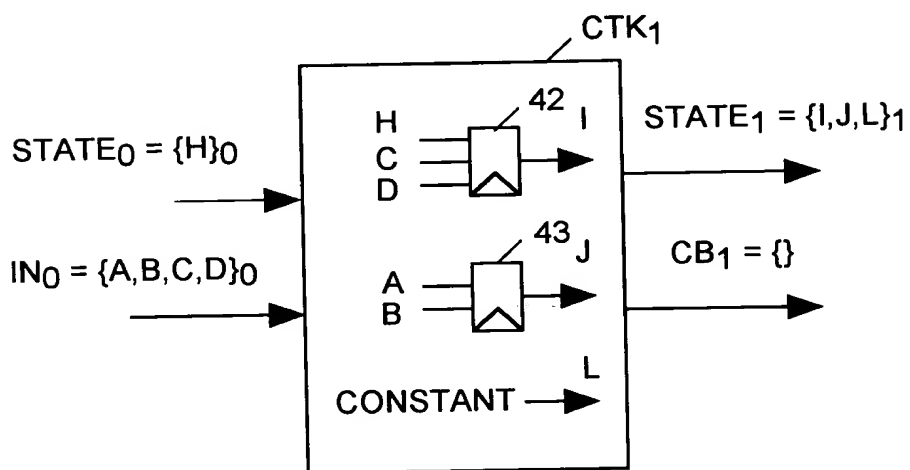 CTK1
42
H
I
STATE1 = {I,J,L}1
STATE0 = {H}0
C
D
43
J
CB1 = {}
IN0 = {A,B,C,D}0
A
B
L
CONSTANT